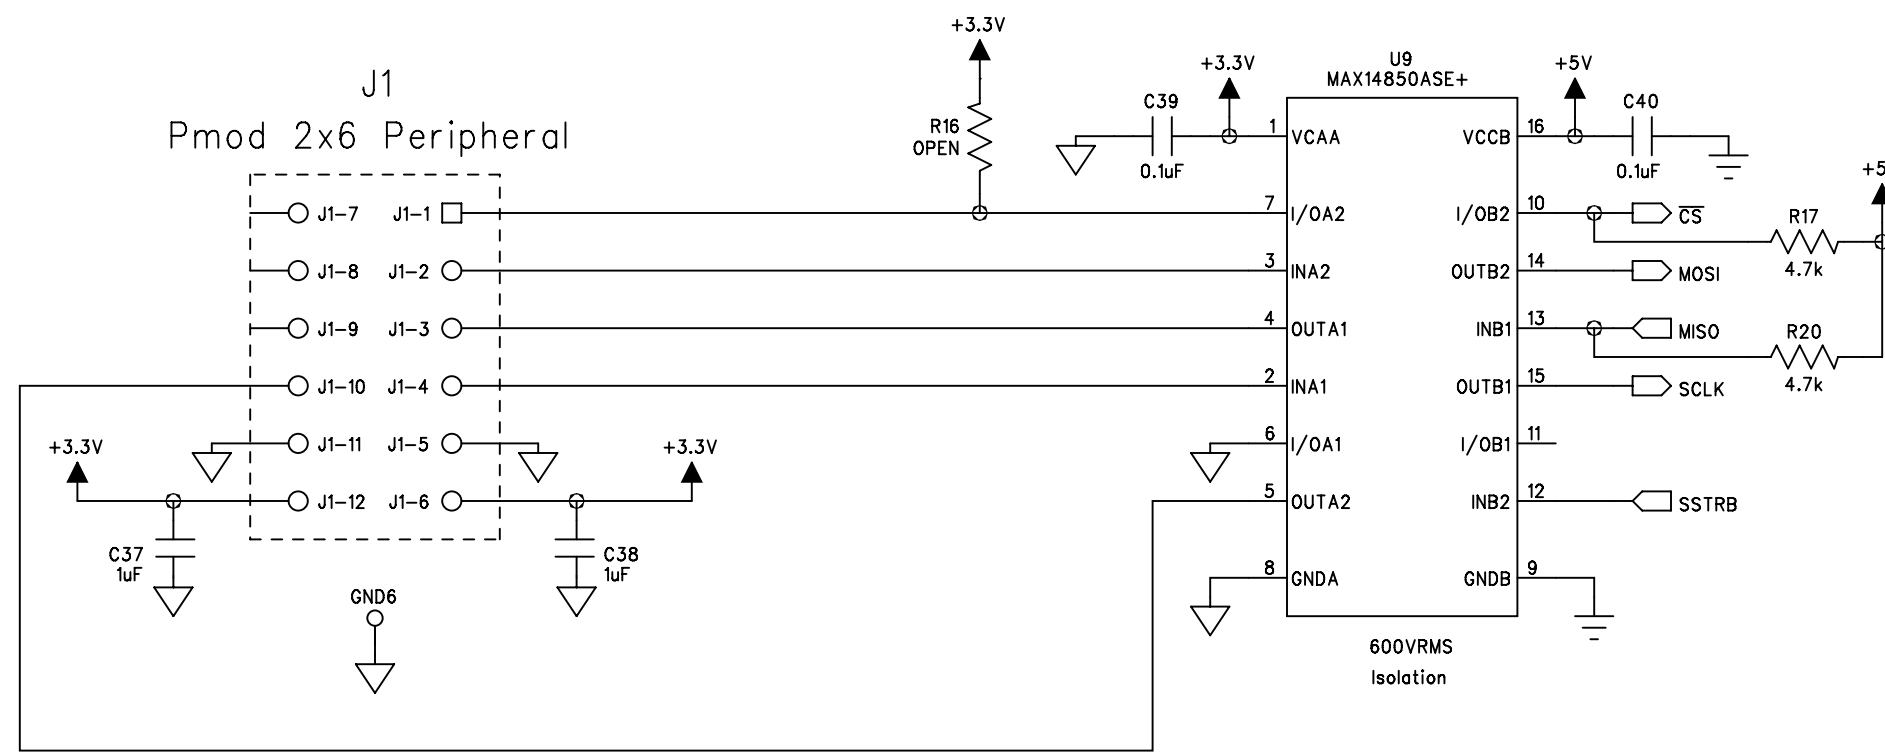 +3.3V
J1
Pmod 2x6 Peripheral
R16
OPEN
+3.3V
C39
0.1uF
U9
MAX14850ASE+
+5V
C40
0.1uF
+5
1 VCAA VCCB 16
J1-7 J1-1 7 I/OA2 I/OB2 10 CS
R17
4.7k
J1-8 J1-2 3 INA2 OUTB2 14 MOSI
J1-9 J1-3 4 OUTA1 INB1 13 MISO
R20
4.7k
J1-10 J1-4 2 INA1 OUTB1 15 SCLK
+3.3V J1-11 J1-5 +3.3V 6 I/OA1 I/OB1 11
J1-12 J1-6 5 OUTA2 INB2 12 SSTRB
C37
1uF
C38
1uF
GND6
8 GNDA GNDB 9
600VRMS
Isolation